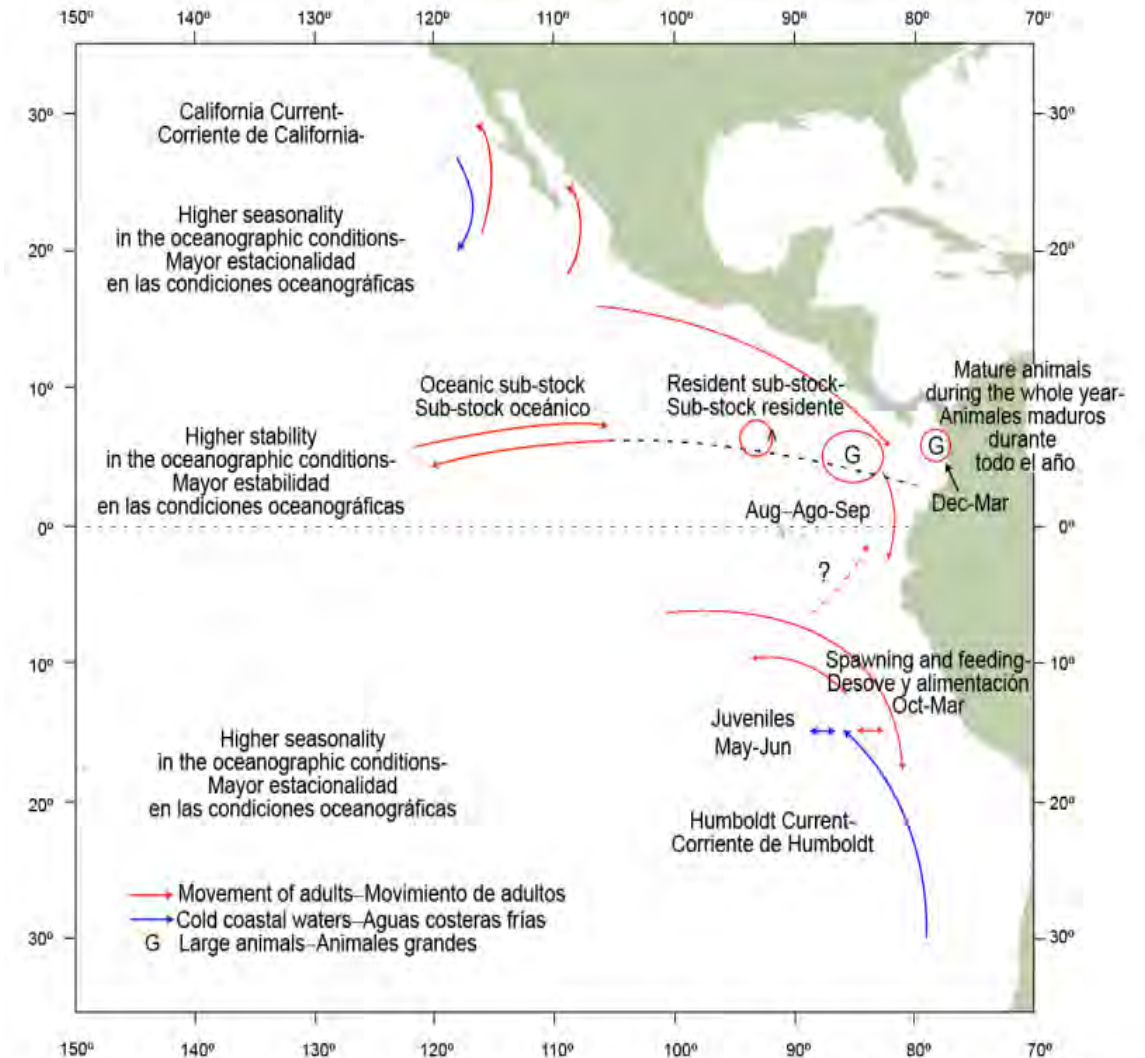 150º 140º 130º 120º 110º 100º 90º 80º 70º
30º
20º
10º
0º
10º
20º
30º
California Current-
Corriente de California-
Higher seasonality
in the oceanographic conditions-
Mayor estacionalidad
en las condiciones oceanográficas
Oceanic sub-stock
Sub-stock oceánico
Resident sub-stock-
Sub-stock residente
Mature animals
during the whole year-
Animales maduros
durante
todo el año
G
G
Higher stability
in the oceanographic conditions-
Mayor estabilidad
en las condiciones oceanográficas
Aug–Ago-Sep
Dec-Mar
?
Spawning and feeding-
Desove y alimentación
Oct-Mar
Juveniles
May-Jun
Higher seasonality
in the oceanographic conditions-
Mayor estacionalidad
en las condiciones oceanográficas
Humboldt Current-
Corriente de Humboldt
Movement of adults–Movimiento de adultos
Cold coastal waters–Aguas costeras frías
G Large animals–Animales grandes
30º
20º
10º
0º
10º
20º
30º
150º 140º 130º 120º 110º 100º 90º 80º 70º